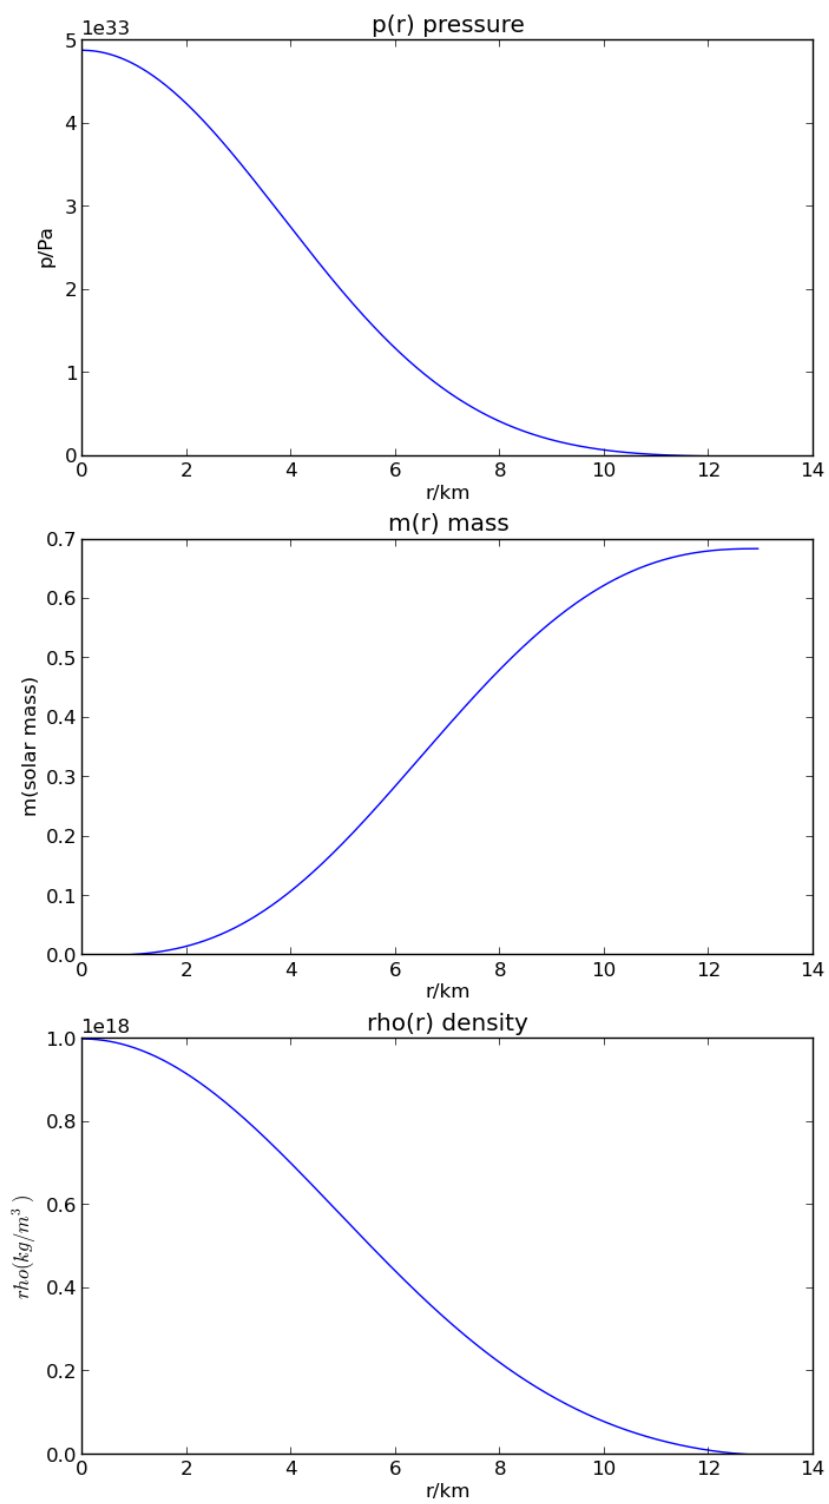 p(r) pressure
1e33
5
4
3
2
1
0
p/Pa
0 2 4 6 8 10 12 14
r/km
m(r) mass
0.7
0.6
0.5
0.4
0.3
0.2
0.1
0.0
m(solar mass)
0 2 4 6 8 10 12 14
r/km
rho(r) density
1e18
1.0
0.8
0.6
0.4
0.2
0.0
rho(kg/m³)
0 2 4 6 8 10 12 14
r/km